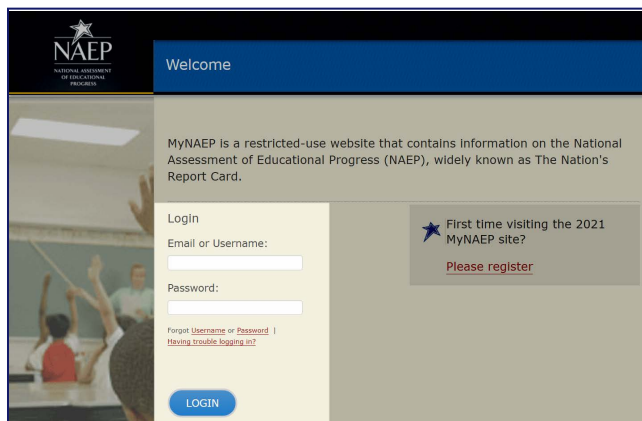 NAEP
NATIONAL ASSESSMENT
OF EDUCATIONAL
PROGRESS
Welcome
MyNAEP is a restricted-use website that contains information on the National
Assessment of Educational Progress (NAEP), widely known as The Nation's
Report Card.
Login
Email or Username:
Password:
Forgot Username or Password |
Having trouble logging in?
LOGIN
First time visiting the 2021
MyNAEP site?
Please register